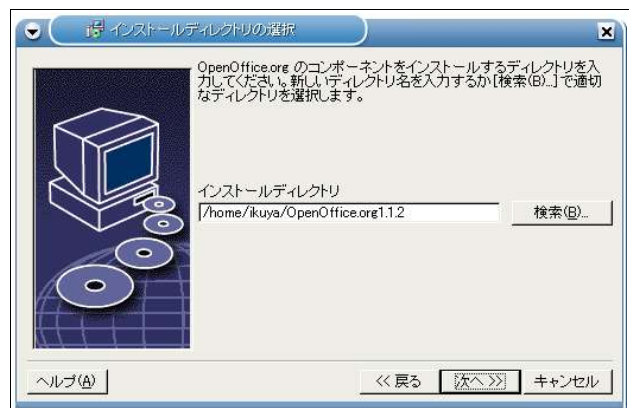 インストールディレクトリの選択
OpenOffice.org のコンポーネントをインストールするディレクトリを入
力してください。新しいディレクトリ名を入力するか[検索(B)...]で適切
なディレクトリを選択します。
インストールディレクトリ
/home/ikuya/OpenOffice.org1.1.2
検索(B)...
ヘルプ(A)
<< 戻る
次へ >>
キャンセル